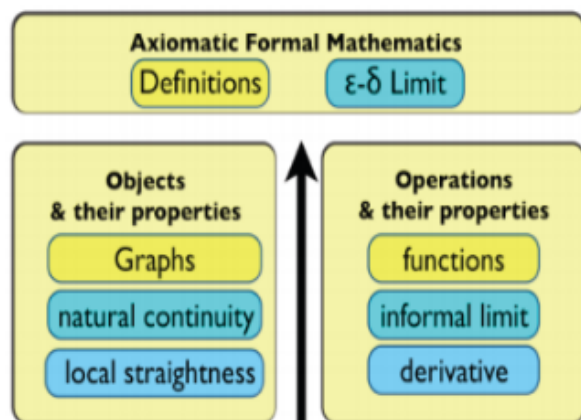 Axiomatic Formal Mathematics
Definitions
ε-δ Limit
Objects
& their properties
Graphs
natural continuity
local straightness
Operations
& their properties
functions
informal limit
derivative